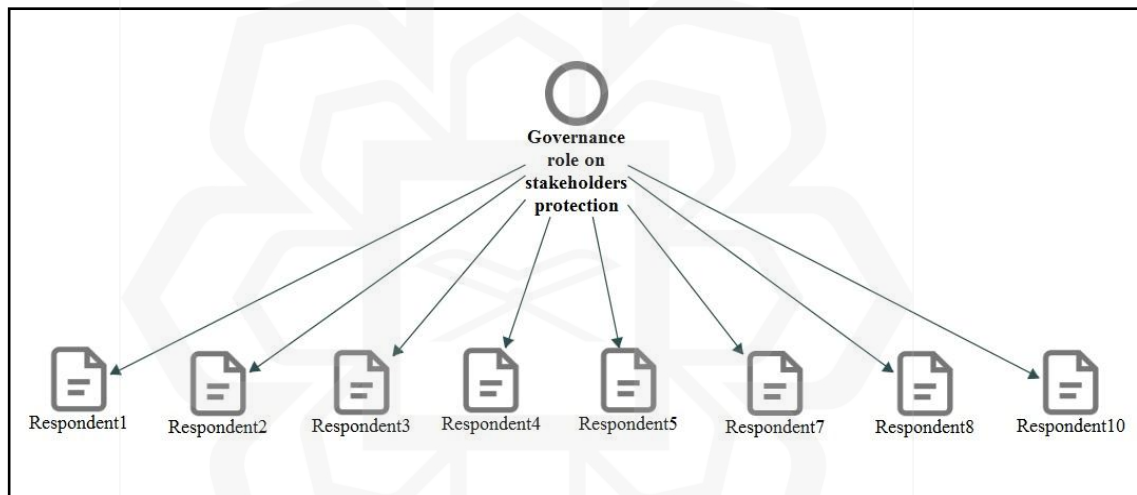 Governance
role on
stakeholders
protection
Respondent1
Respondent2
Respondent3
Respondent4
Respondent5
Respondent7
Respondent8
Respondent10